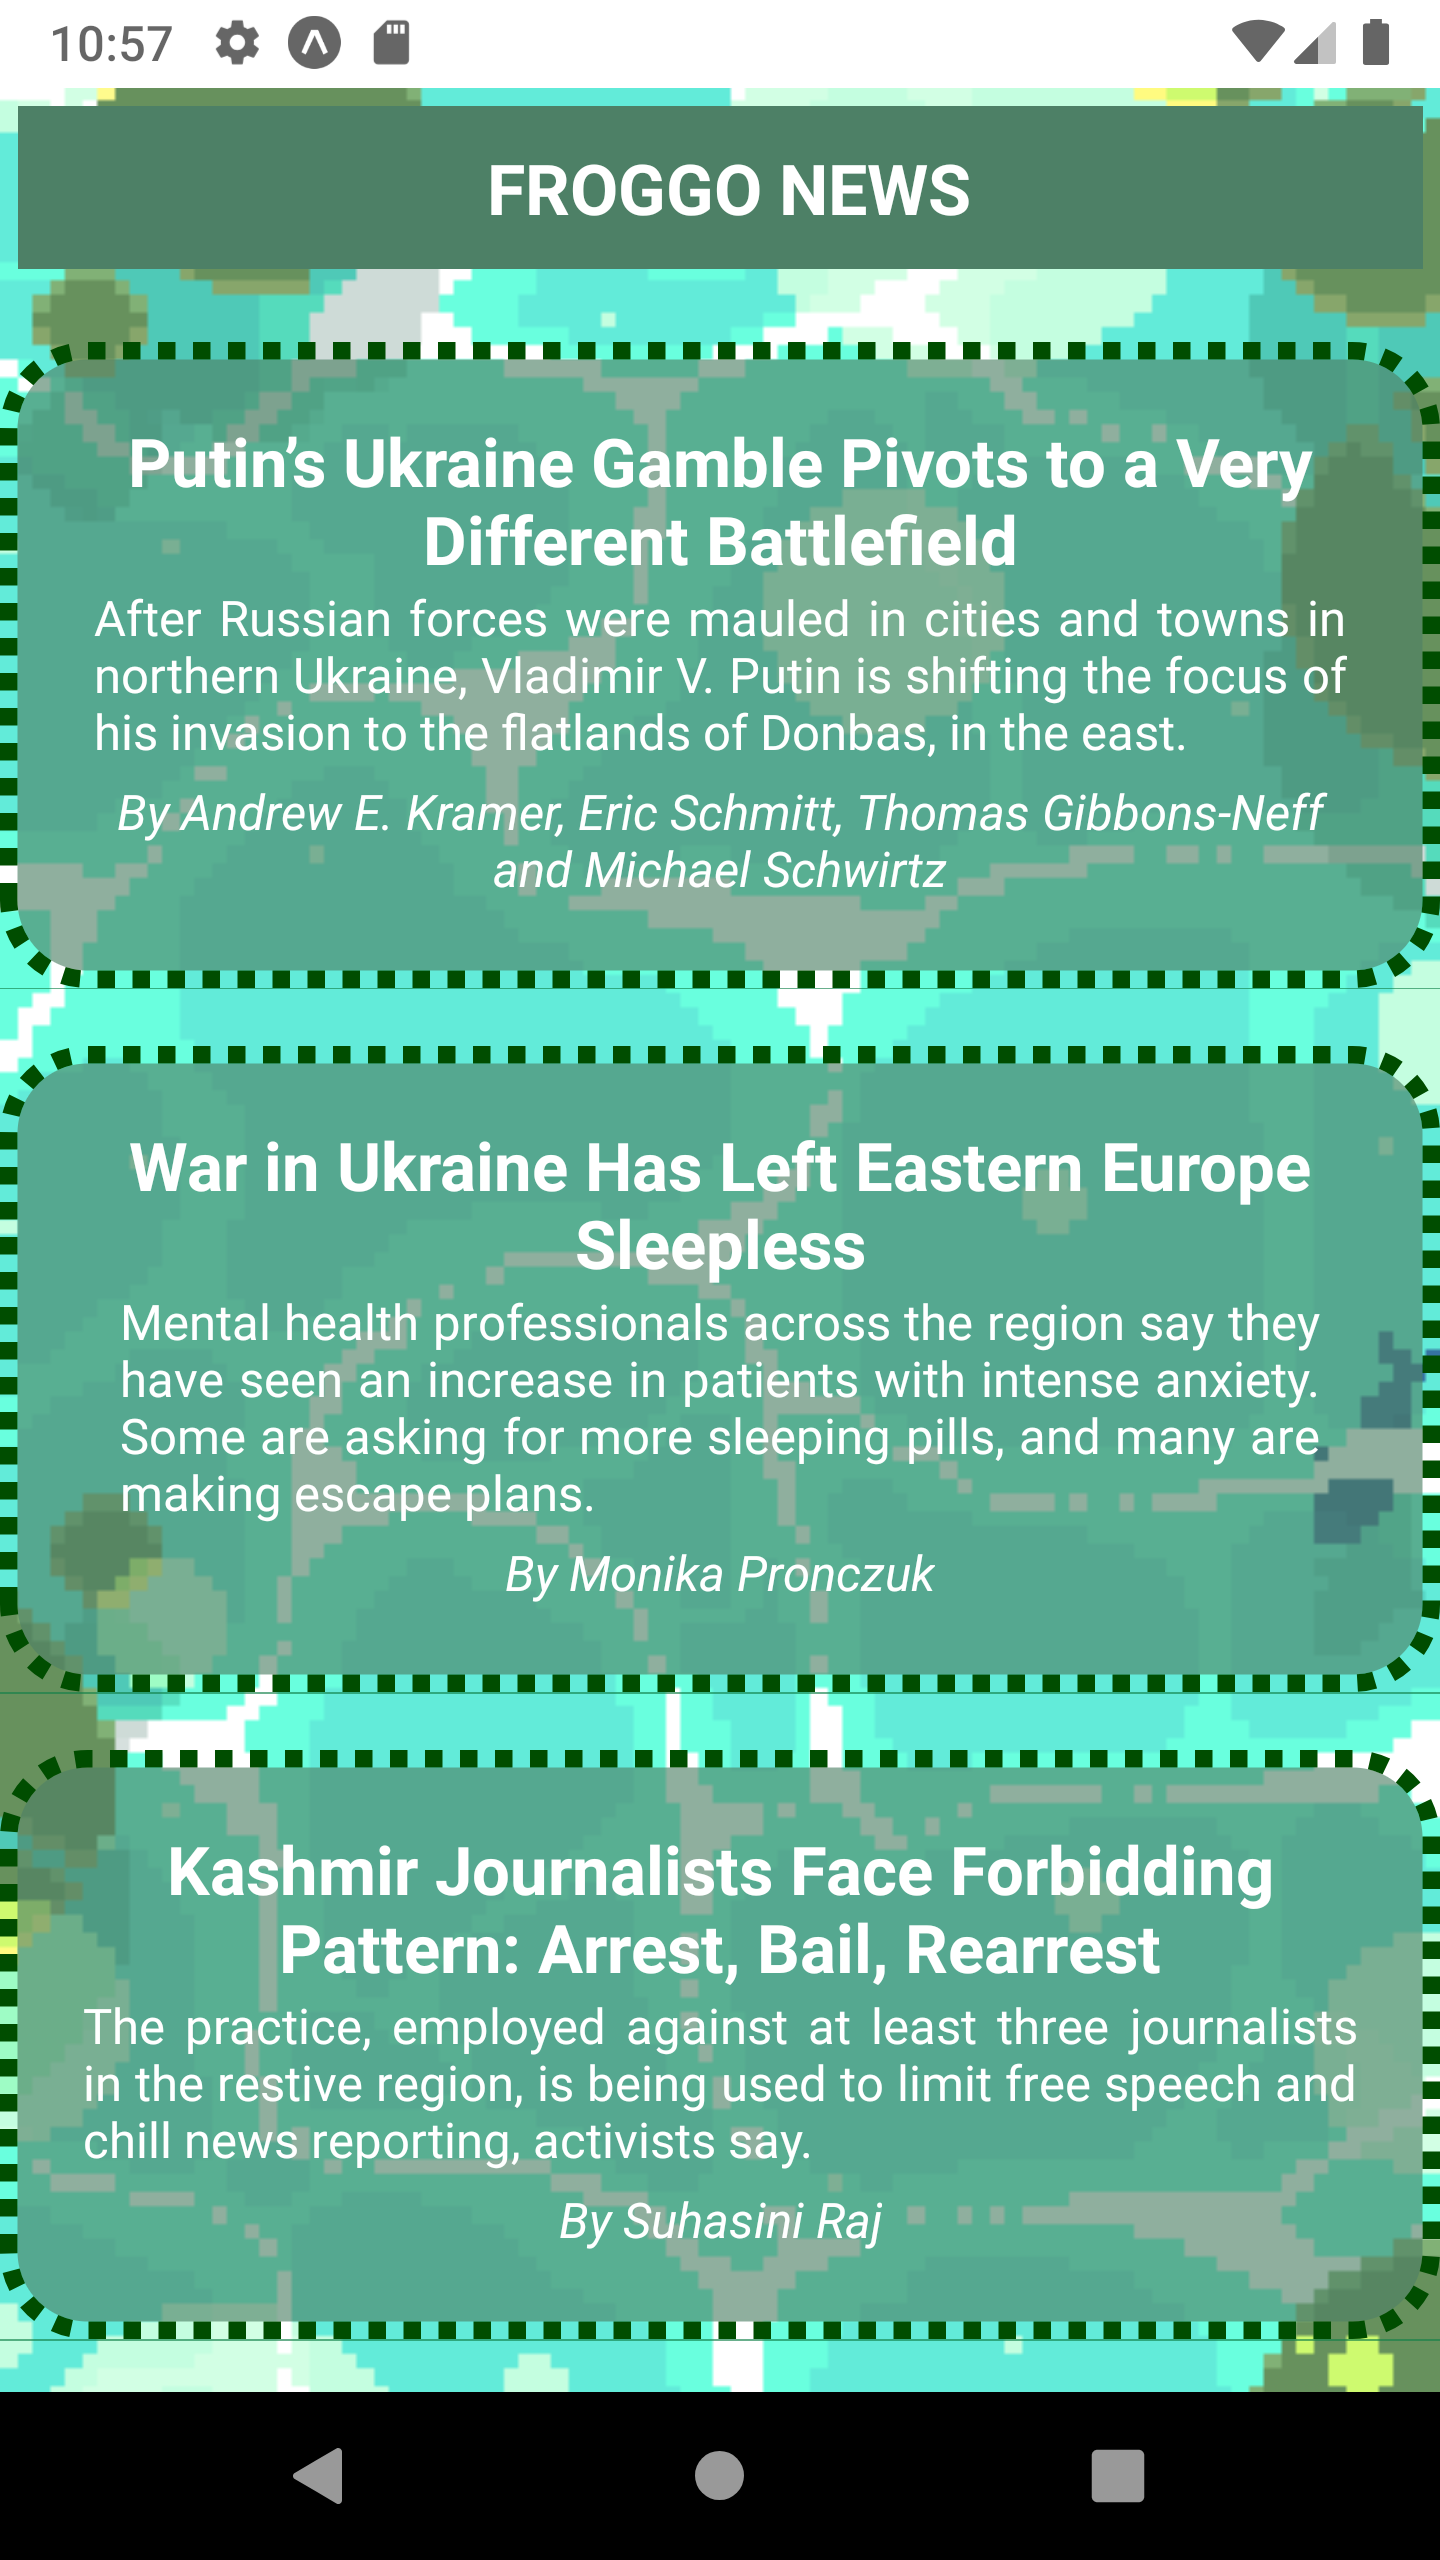 10:57
FROGGO NEWS
Putin’s Ukraine Gamble Pivots to a Very
Different Battlefield
After Russian forces were mauled in cities and towns in
northern Ukraine, Vladimir V. Putin is shifting the focus of
his invasion to the flatlands of Donbas, in the east.
By Andrew E. Kramer, Eric Schmitt, Thomas Gibbons-Neff
and Michael Schwirtz
War in Ukraine Has Left Eastern Europe
Sleepless
Mental health professionals across the region say they
have seen an increase in patients with intense anxiety.
Some are asking for more sleeping pills, and many are
making escape plans.
By Monika Pronczuk
Kashmir Journalists Face Forbidding
Pattern: Arrest, Bail, Rearrest
The practice, employed against at least three journalists
in the restive region, is being used to limit free speech and
chill news reporting, activists say.
By Suhasini Raj